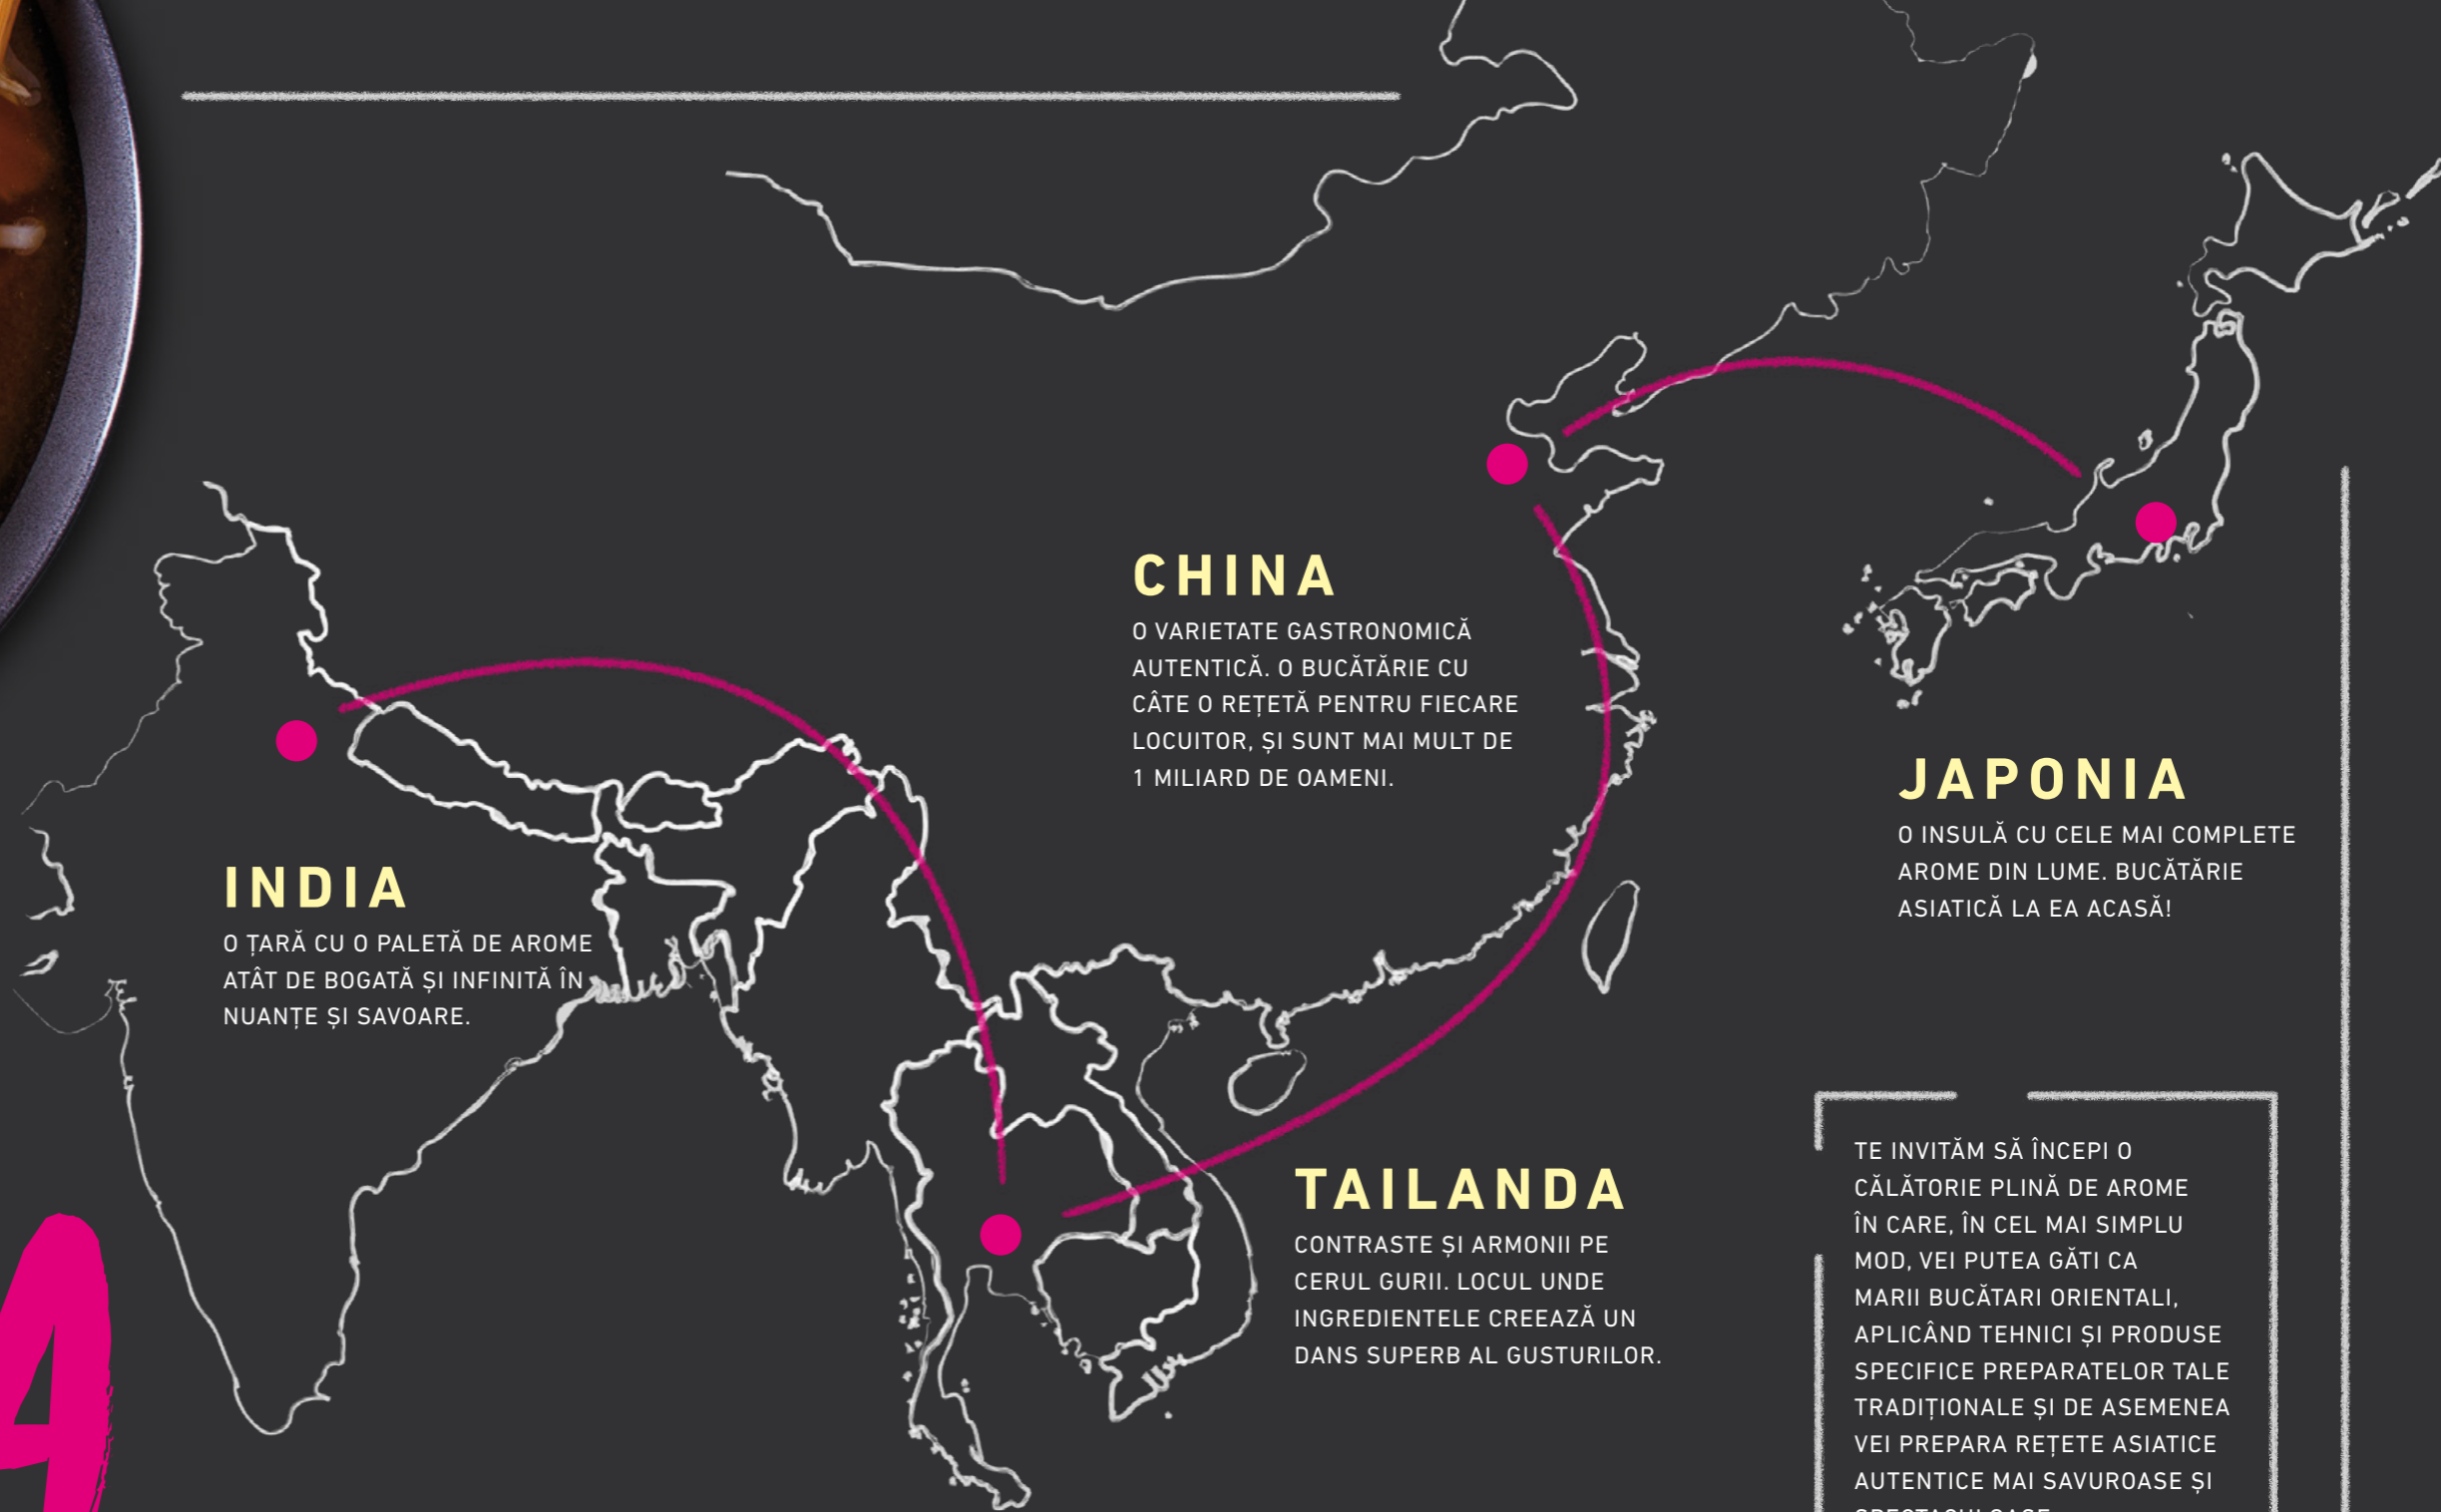 CHINA
O VARIETATE GASTRONOMICĂ
AUTENTICĂ. O BUCĂTĂRIE CU
CÂTE O REȚETĂ PENTRU FIECARE
LOCUITOR, ȘI SUNT MAI MULT DE
1 MILIARD DE OAMENI.
JAPONIA
O INSULĂ CU CELE MAI COMPLETE
AROME DIN LUME. BUCĂTĂRIE
ASIATICĂ LA EA ACASĂ!
INDIA
O ȚARĂ CU O PALETĂ DE AROME
ATÂT DE BOGATĂ ȘI INFINITĂ ÎN
NUANȚE ȘI SAVOARE.
TAILANDA
CONTRASTE ȘI ARMONII PE
CERUL GURII. LOCUL UNDE
INGREDIENTELE CREEAZĂ UN
DANS SUPERB AL GUSTURILOR.
TE INVITĂM SĂ ÎNCEPI O
CĂLĂTORIE PLINĂ DE AROME
ÎN CARE, ÎN CEL MAI SIMPLU
MOD, VEI PUTEA GĂTI CA
MARII BUCĂTARI ORIENTALI,
APLICÂND TEHNICI ȘI PRODUSE
SPECIFICE PREPARATELOR TALE
TRADIȚIONALE ȘI DE ASEMENEA
VEI PREPARA REȚETE ASIATICE
AUTENTICE MAI SAVUROASE ȘI
A